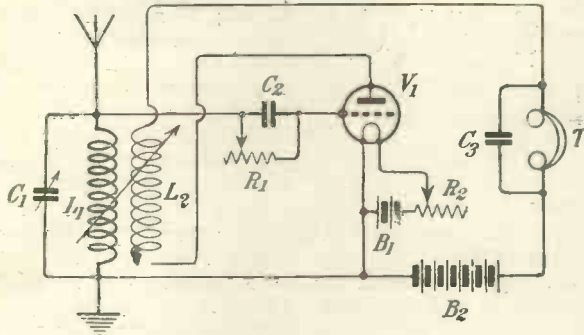 C₂
V₁
C₃
T
C₁
L₁
L₂
R₁
R₂
B₁
B₂